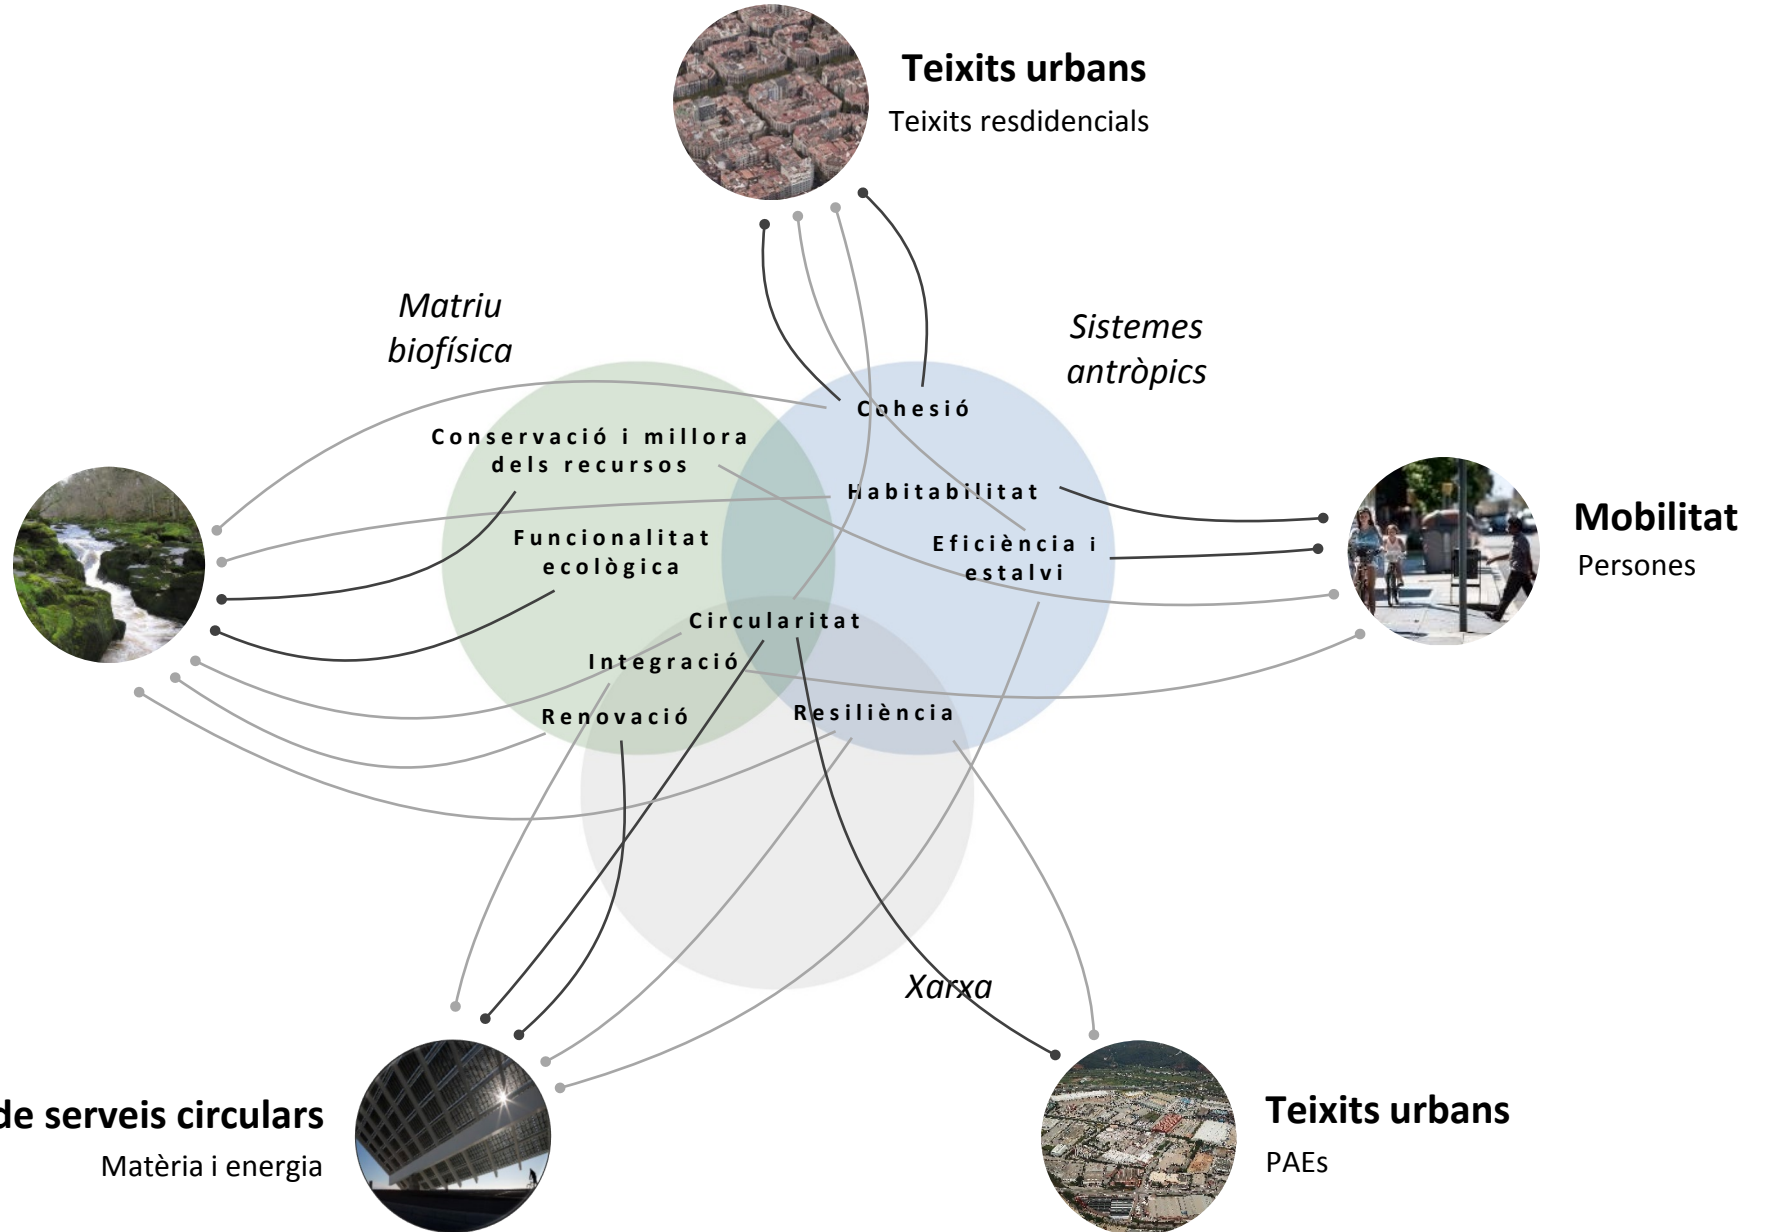 Teixits urbans
Teixits resdidencials
Matriu
biofísica
Sistemes
antròpics
Cohesió
Conservació i millora
dels recursos
Habitabilitat
Funcionalitat
ecològica
Eficiència i
estalvi
Mobilitat
Persones
Circularitat
Integració
Renovació
Resiliència
Xarxa
de serveis circulars
Matèria i energia
Teixits urbans
PAEs